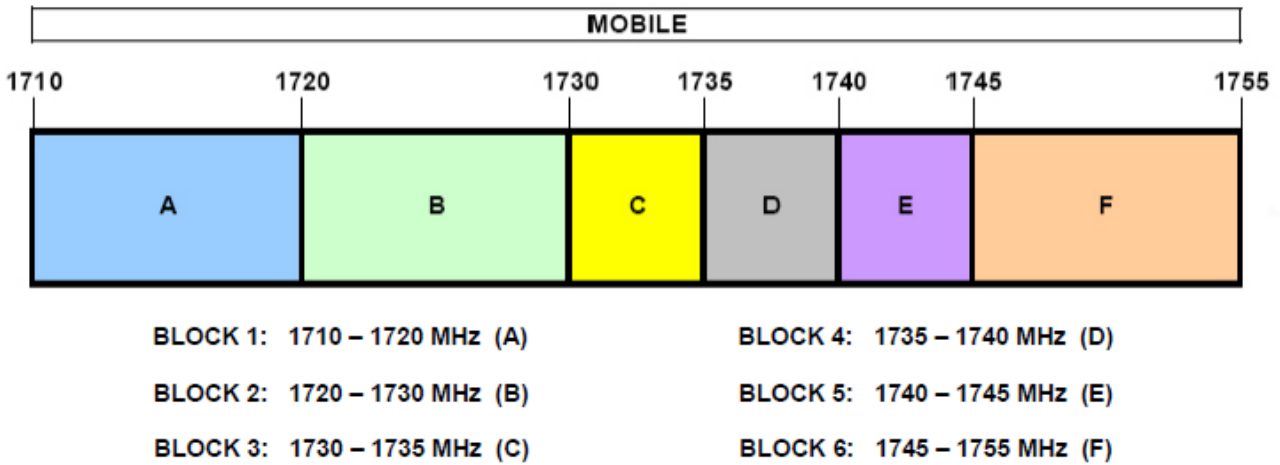 MOBILE
1710 1720 1730 1735 1740 1745 1755
A B C D E F
BLOCK 1: 1710 – 1720 MHz (A)
BLOCK 2: 1720 – 1730 MHz (B)
BLOCK 3: 1730 – 1735 MHz (C)
BLOCK 4: 1735 – 1740 MHz (D)
BLOCK 5: 1740 – 1745 MHz (E)
BLOCK 6: 1745 – 1755 MHz (F)